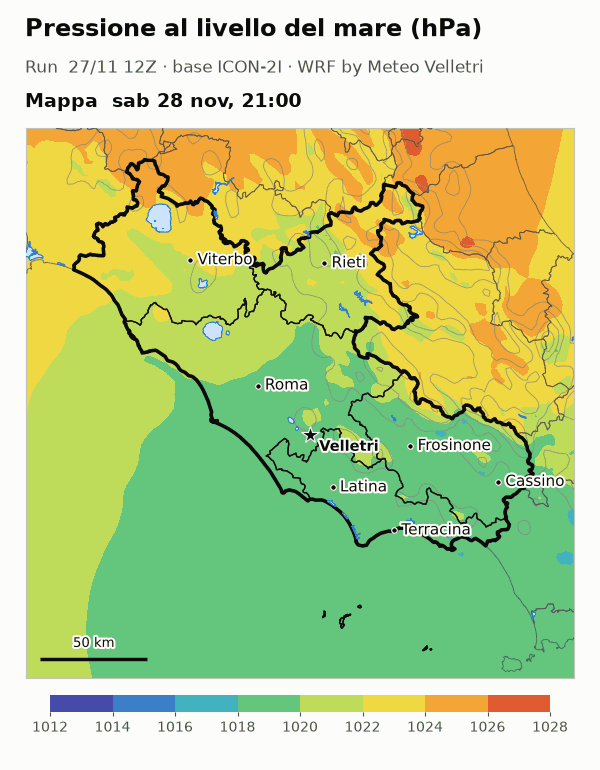 Pressione al livello del mare (hPa)
Run 27/11 12Z · base ICON-2I · WRF by Meteo Velletri
Mappa sab 28 nov, 21:00
Viterbo
Rieti
Roma
Velletri
Frosinone
Latina
Cassino
Terracina
50 km
1012 1014 1016 1018 1020 1022 1024 1026 1028